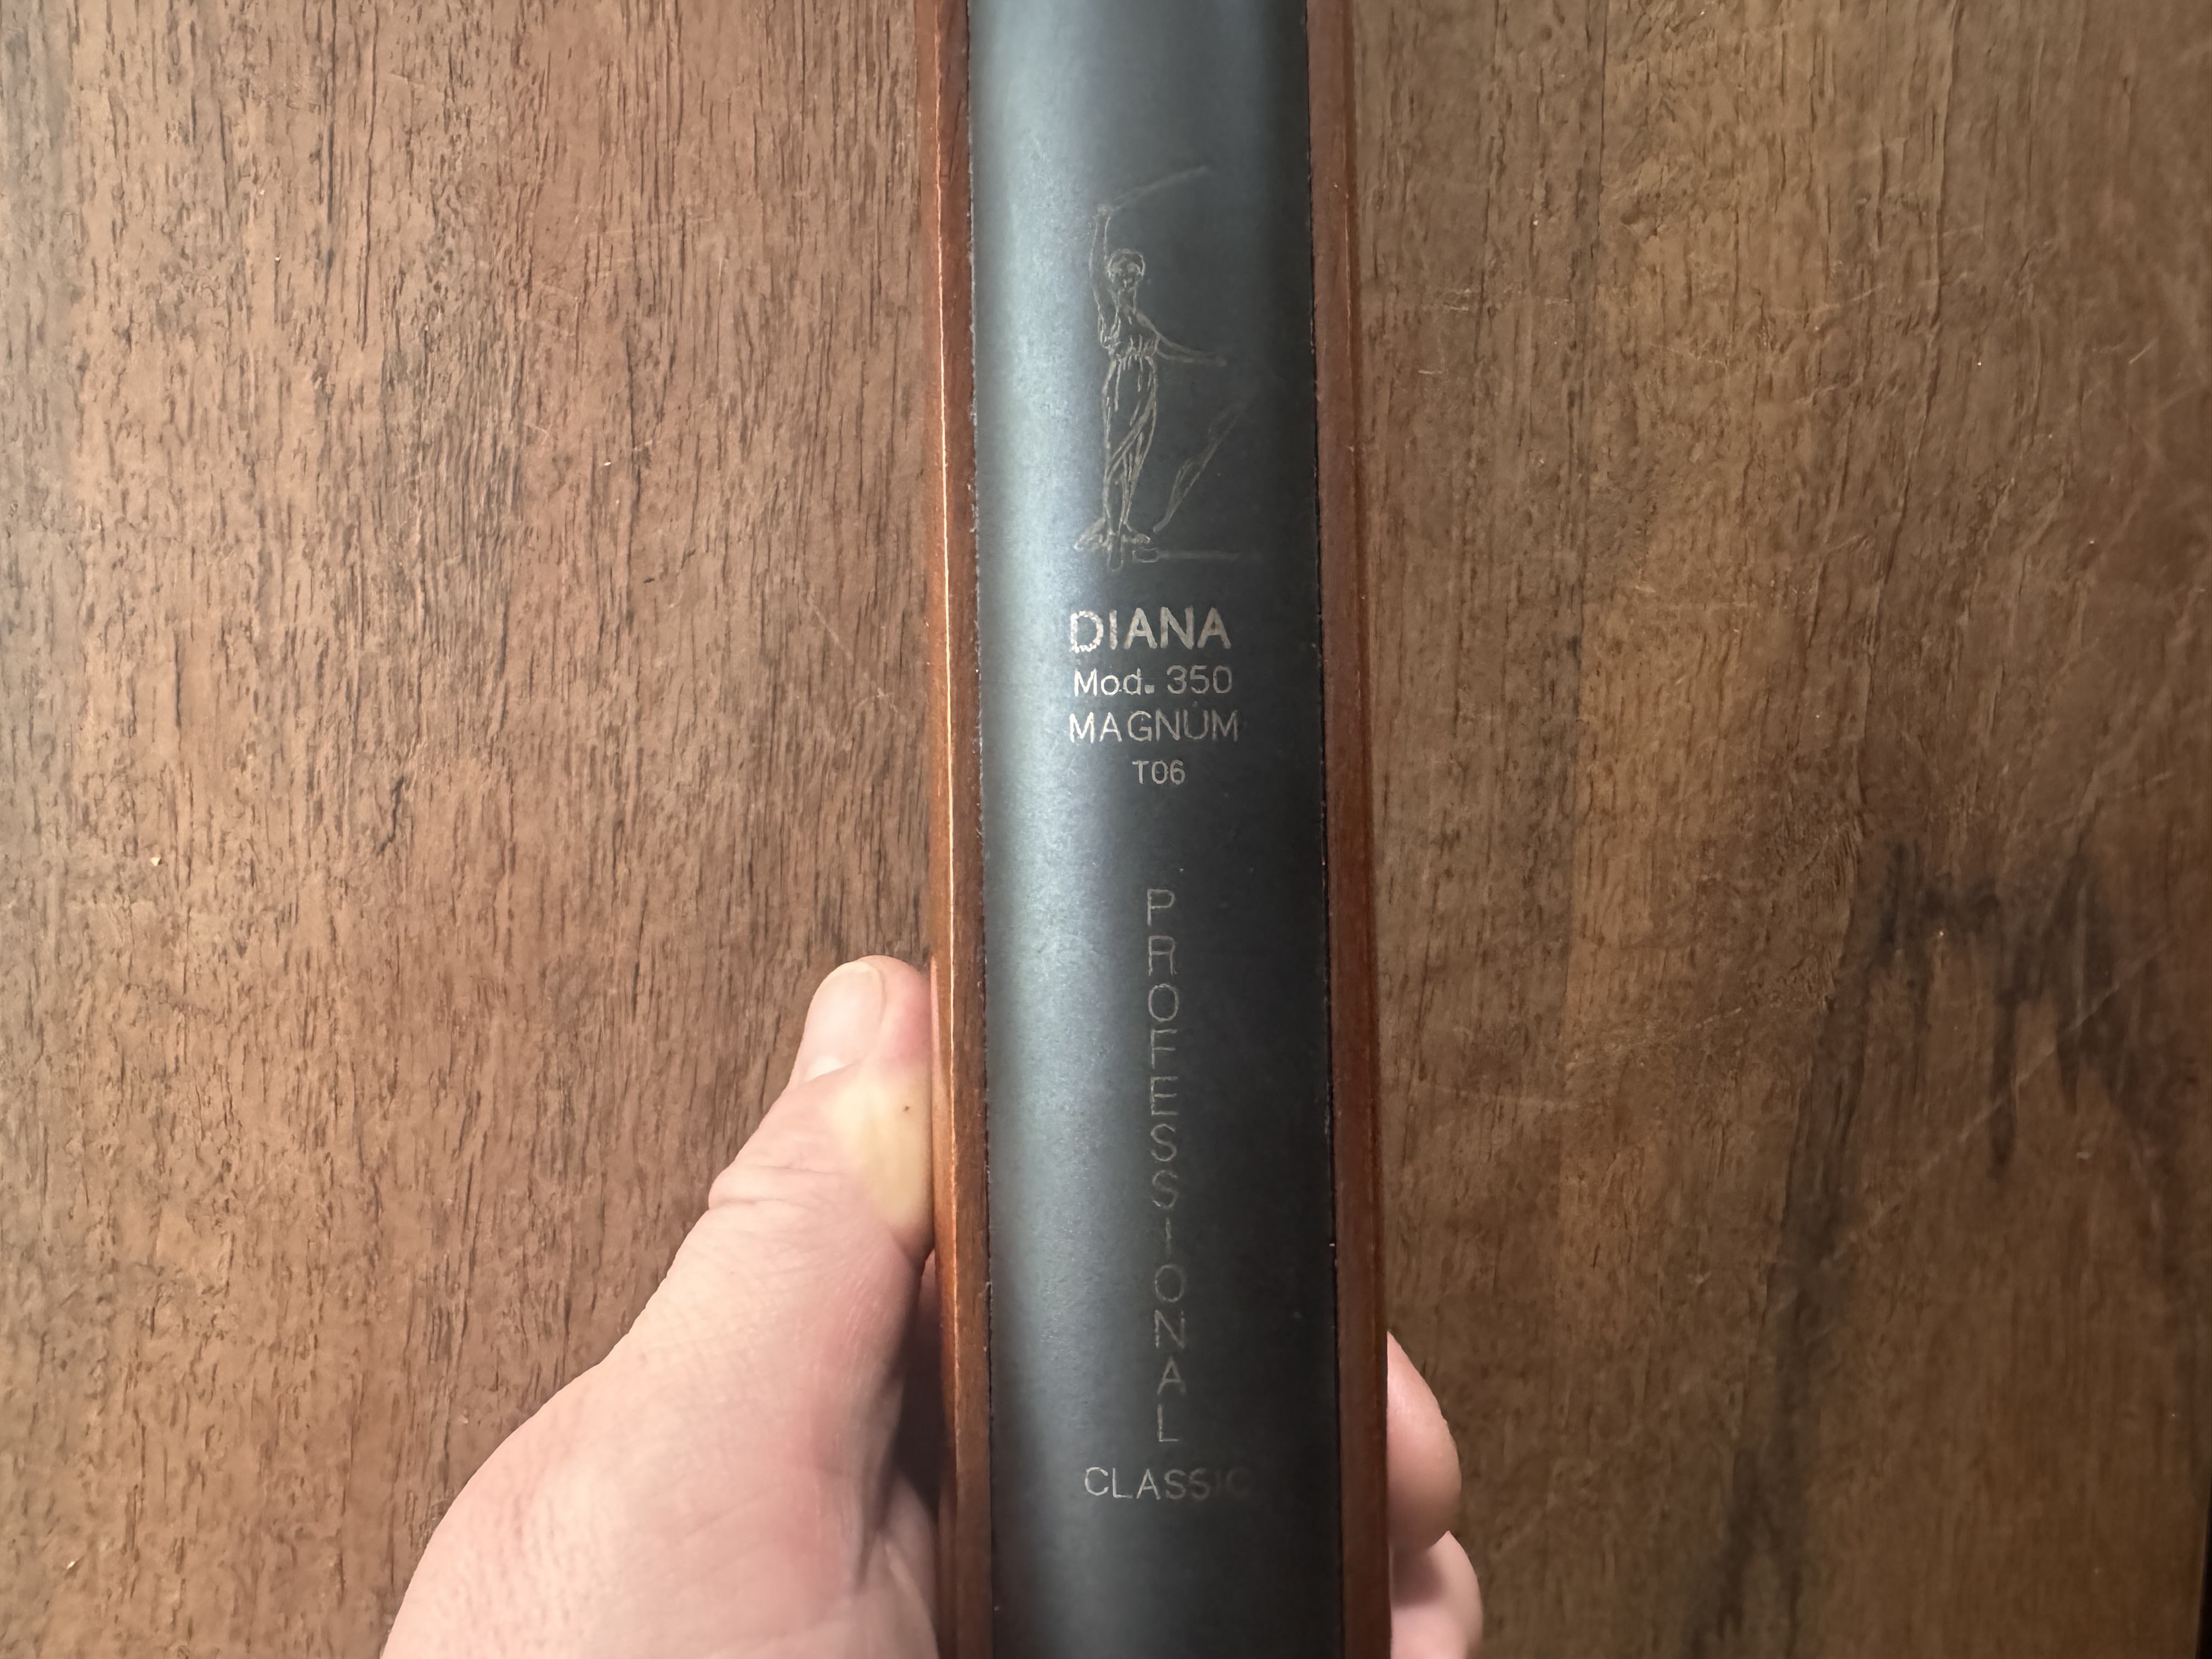 DIANA
Mod. 350
MAGNUM
T06
PROFESSIONAL
CLASSIC